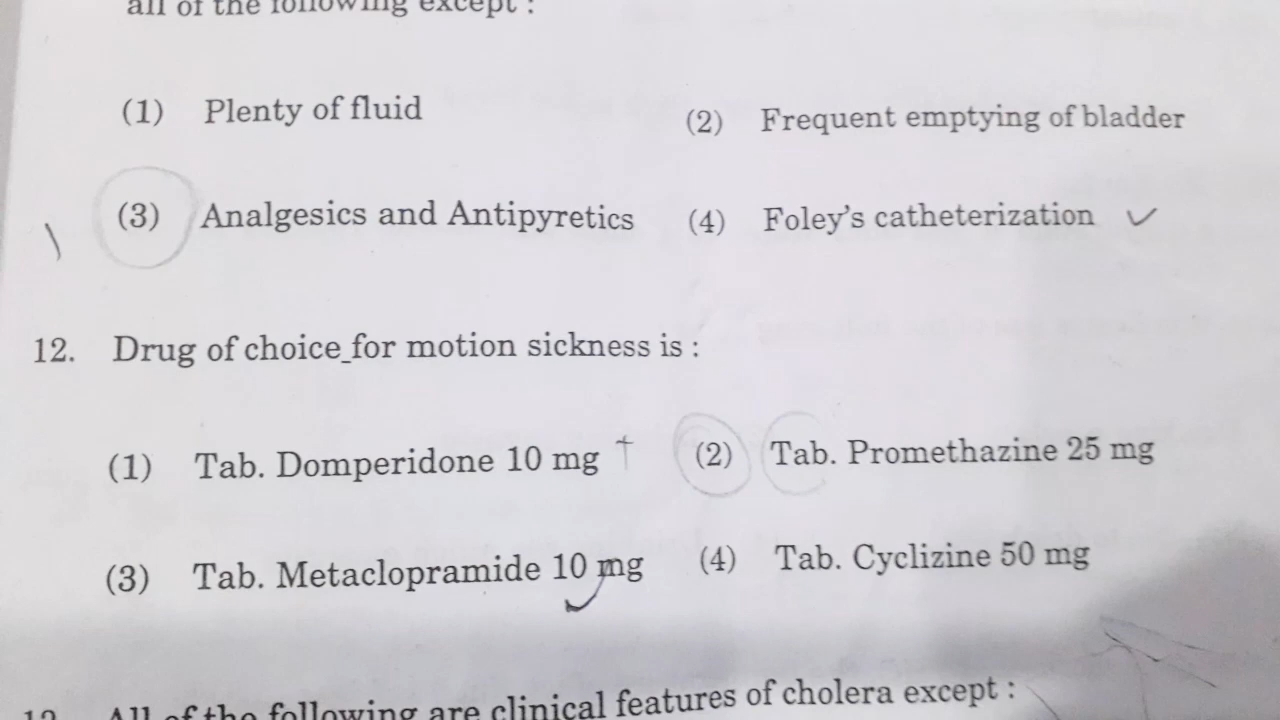 all of the following except :
(1) Plenty of fluid (2) Frequent emptying of bladder
(3) Analgesics and Antipyretics (4) Foley's catheterization
12. Drug of choice for motion sickness is :
(1) Tab. Domperidone 10 mg (2) Tab. Promethazine 25 mg
(3) Tab. Metaclopramide 10 mg (4) Tab. Cyclizine 50 mg
13. All of the following are clinical features of cholera except :